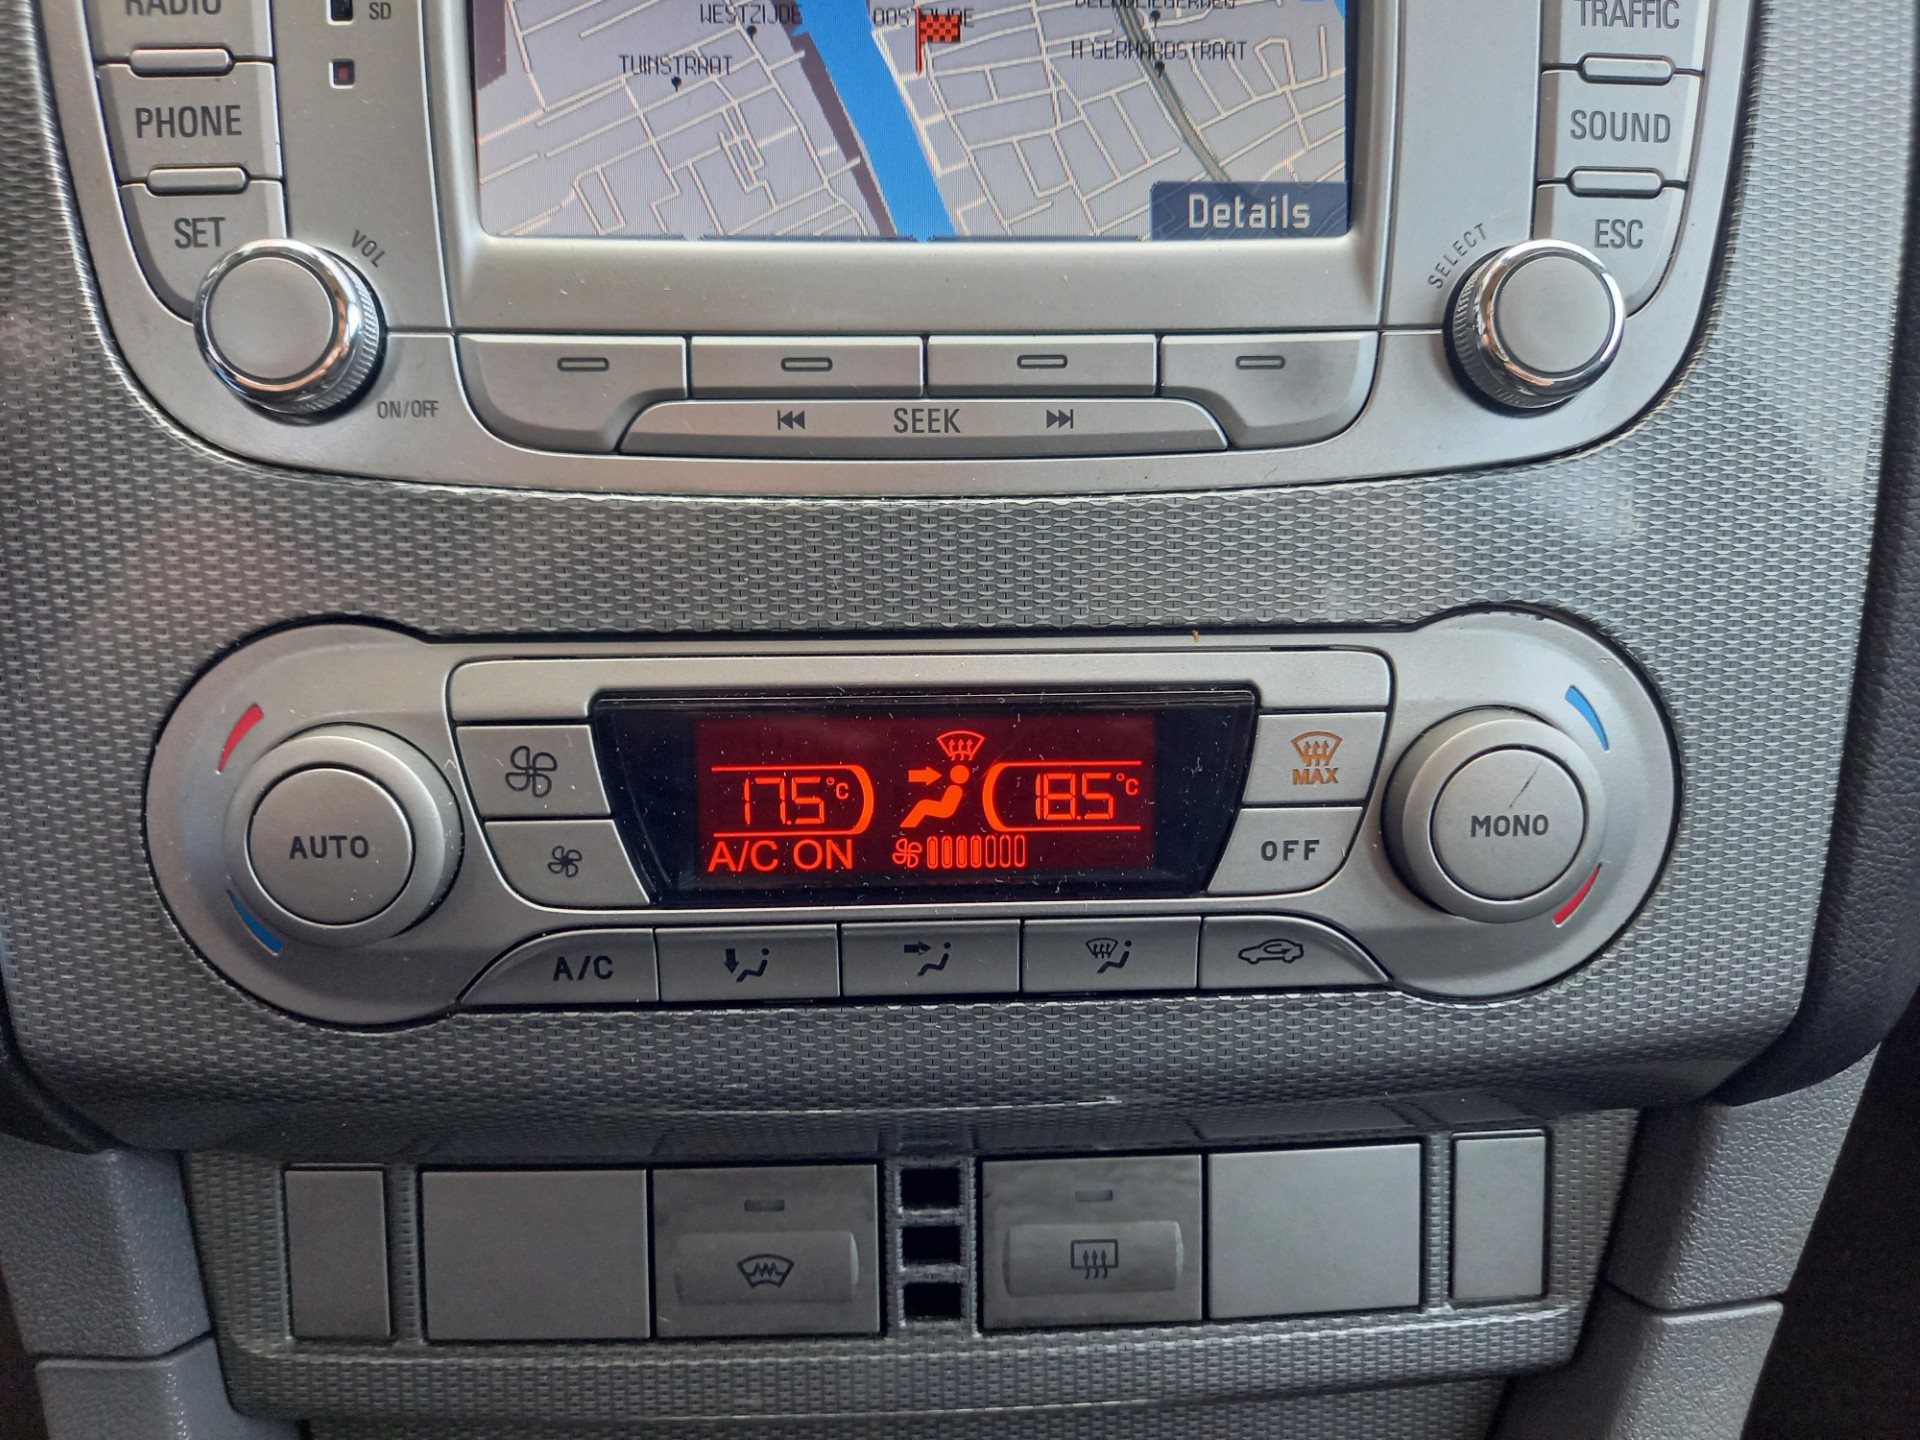 RADIO
SD
PHONE
SET
VOL
ON/OFF
WESTZIJDE
OOSTZIJDE
TUINSTRAAT
H GERHARDSTRAAT
Details
TRAFFIC
SOUND
ESC
SELECT
SEEK
AUTO
17.5°C
18.5°C
A/C ON
MAX
OFF
MONO
A/C